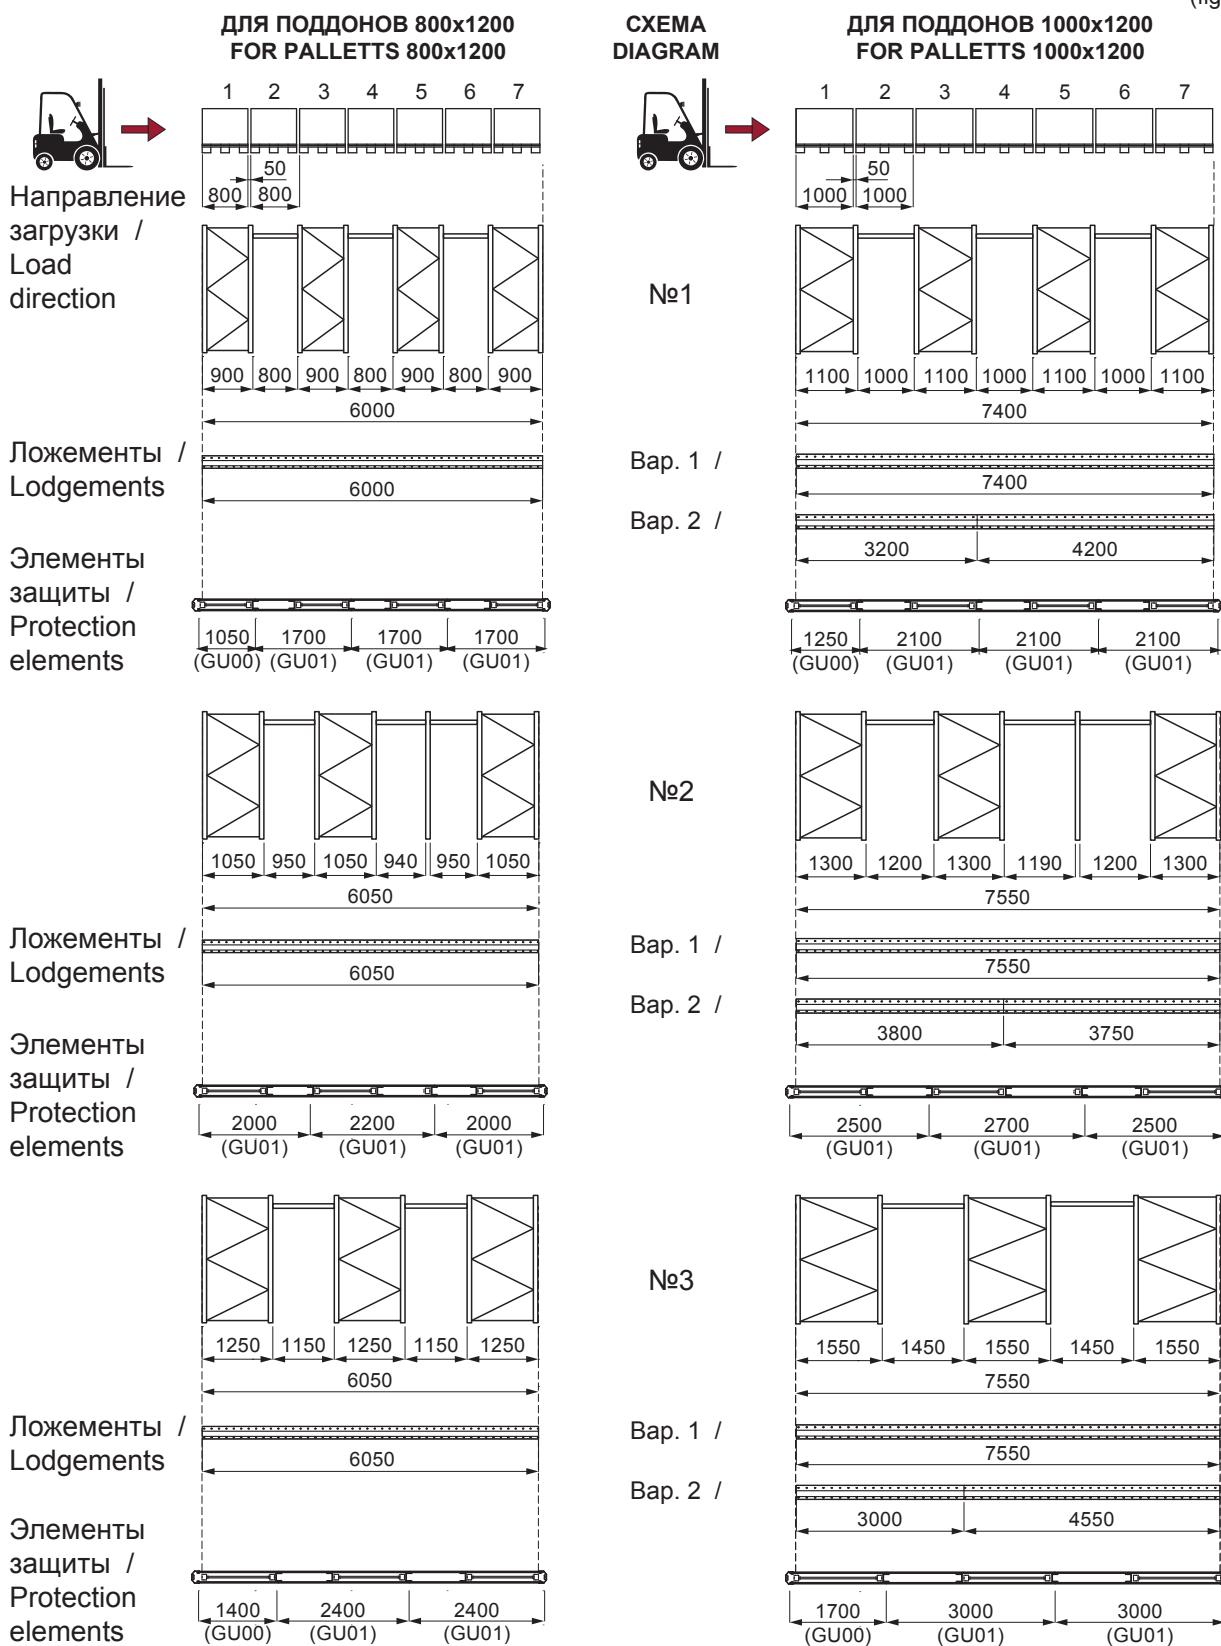 (fig
ДЛЯ ПОДДОНОВ 800x1200
FOR PALLETTS 800x1200
СХЕМА
DIAGRAM
ДЛЯ ПОДДОНОВ 1000x1200
FOR PALLETTS 1000x1200
1 2 3 4 5 6 7
1 2 3 4 5 6 7
50
800 800
50
1000 1000
Направление
загрузки /
Load
direction
№1
900 800 900 800 900 800 900
6000
1100 1000 1100 1000 1100 1000 1100
7400
Ложементы /
Lodgements
6000
Вар. 1 /
7400
Вар. 2 /
3200 4200
Элементы
защиты /
Protection
elements
1050 1700 1700 1700
(GU00) (GU01) (GU01) (GU01)
1250 2100 2100 2100
(GU00) (GU01) (GU01) (GU01)
№2
1050 950 1050 940 950 1050
6050
1300 1200 1300 1190 1200 1300
7550
Ложементы /
Lodgements
6050
Вар. 1 /
7550
Вар. 2 /
3800 3750
Элементы
защиты /
Protection
elements
2000 2200 2000
(GU01) (GU01) (GU01)
2500 2700 2500
(GU01) (GU01) (GU01)
№3
1250 1150 1250 1150 1250
6050
1550 1450 1550 1450 1550
7550
Ложементы /
Lodgements
6050
Вар. 1 /
7550
Вар. 2 /
3000 4550
Элементы
защиты /
Protection
elements
1400 2400 2400
(GU00) (GU01) (GU01)
1700 3000 3000
(GU00) (GU01) (GU01)